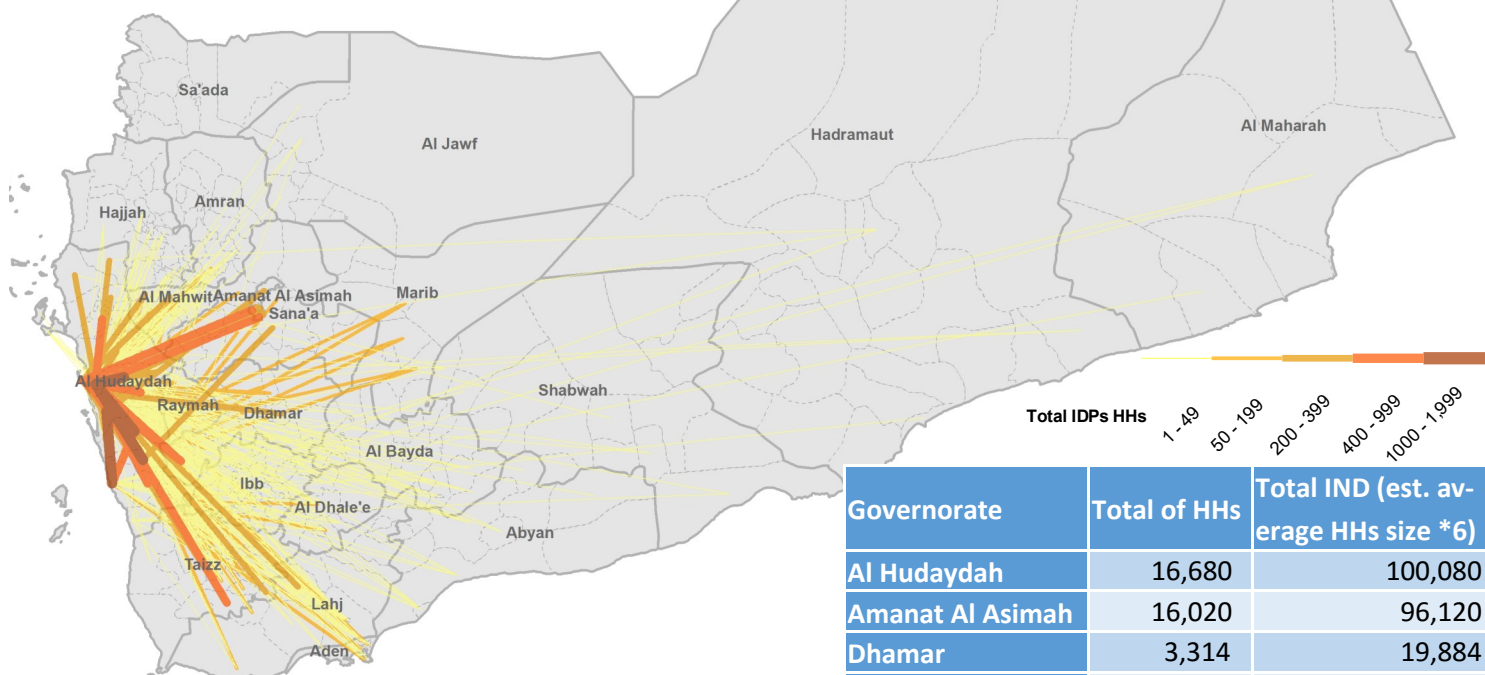 Sa'ada
Al Jawf
Hadramaut
Al Maharah
Amran
Hajjah
Al Mahwit
Amanat Al Asimah
Marib
Sana'a
Al Hudaydah
Raymah
Dhamar
Shabwah
Al Bayda
Ibb
Al Dhale'e
Abyan
Taizz
Lahj
Aden
Total IDPs HHs
1 - 49
50 - 199
200 - 399
400 - 999
1000 - 1,999
Governorate Total of HHs Total IND (est. av-
erage HHs size *6)
Al Hudaydah 16,680 100,080
Amanat Al Asimah 16,020 96,120
Dhamar 3,314 19,884